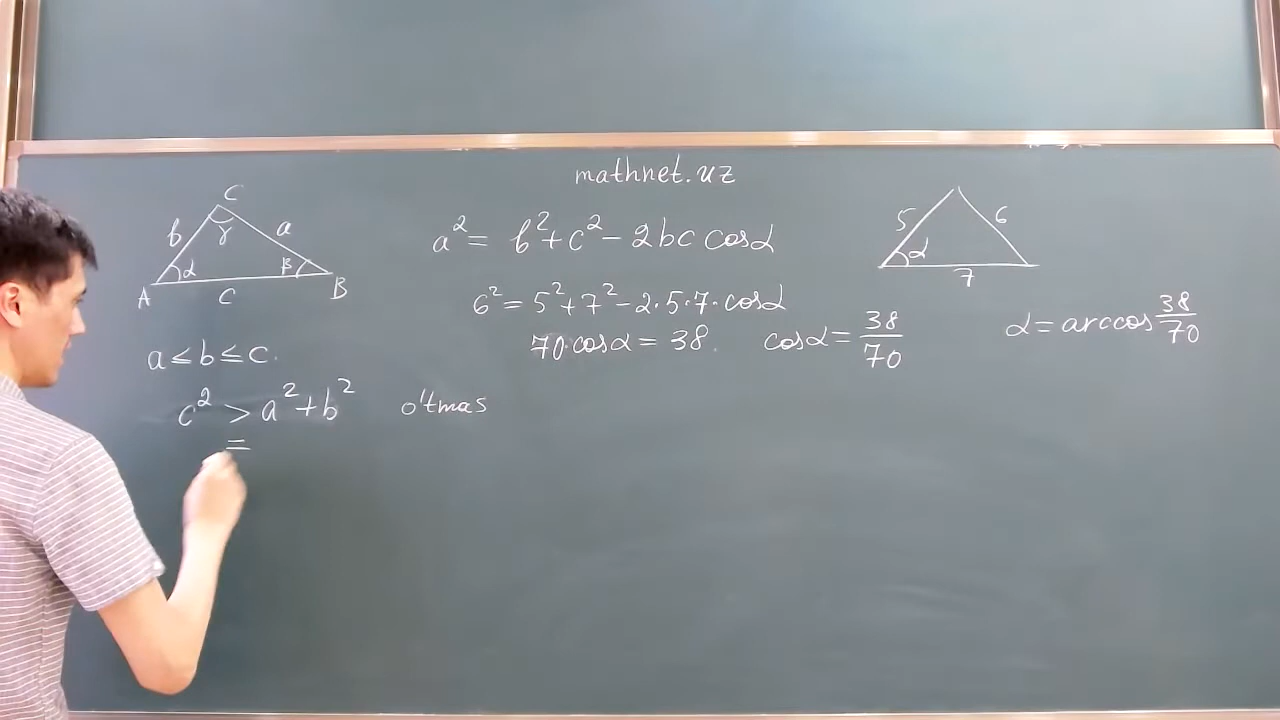 mathnet.uz
C
b γ a
α β
A c B
a² = b² + c² - 2bc cosα
5 6
α
7
6² = 5² + 7² - 2·5·7·cosα
70·cosα = 38. cosα = 38/70
α = arccos 38/70
a ≤ b ≤ c.
c² > a² + b² o'tmas
=